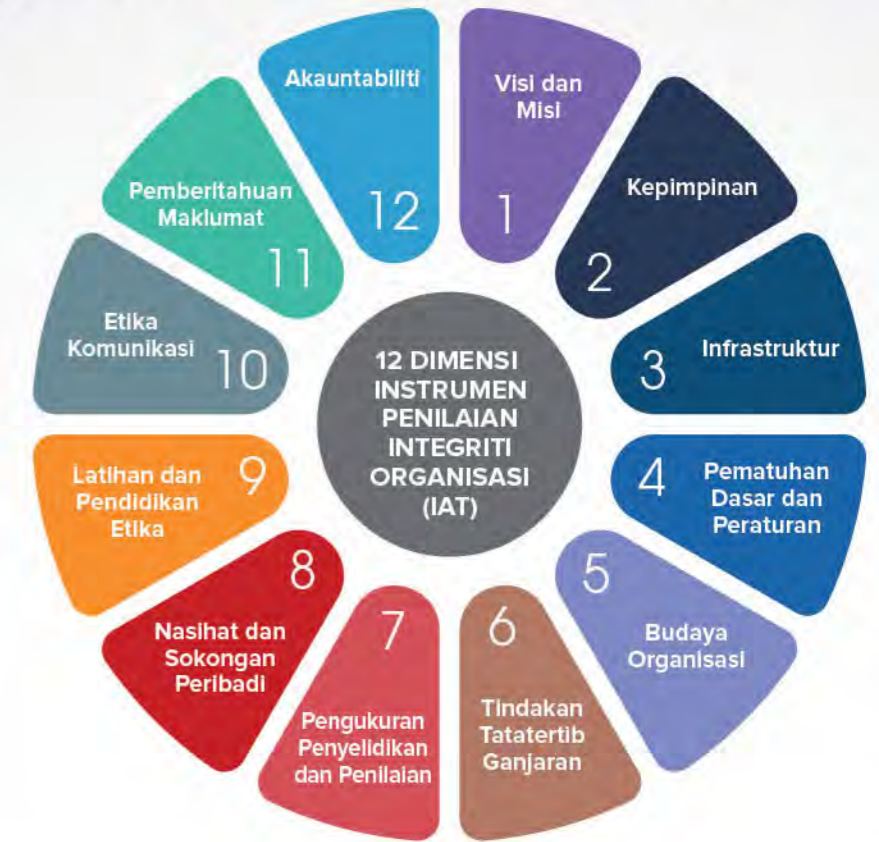 12 DIMENSI
INSTRUMEN
PENILAIAN
INTEGRITI
ORGANISASI
(IAT)
Visi dan
Misi
1
Kepimpinan
2
Infrastruktur
3
Pematuhan
Dasar dan
Peraturan
4
Budaya
Organisasi
5
Tindakan
Tatatertib
Ganjaran
6
Pengukuran
Penyelidikan
dan Penilaian
7
Nasihat dan
Sokongan
Peribadi
8
Latihan dan
Pendidikan
Etika
9
Etika
Komunikasi
10
Pemberitahuan
Maklumat
11
Akauntabiliti
12